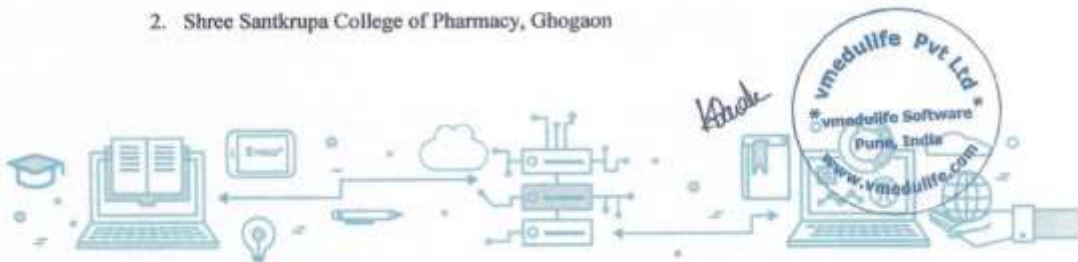 2. Shree Santkrupa College of Pharmacy, Ghogaon
* vmedulife Pvt Ltd *
vmedulife Software
Pune, India
www.vmedulife.com